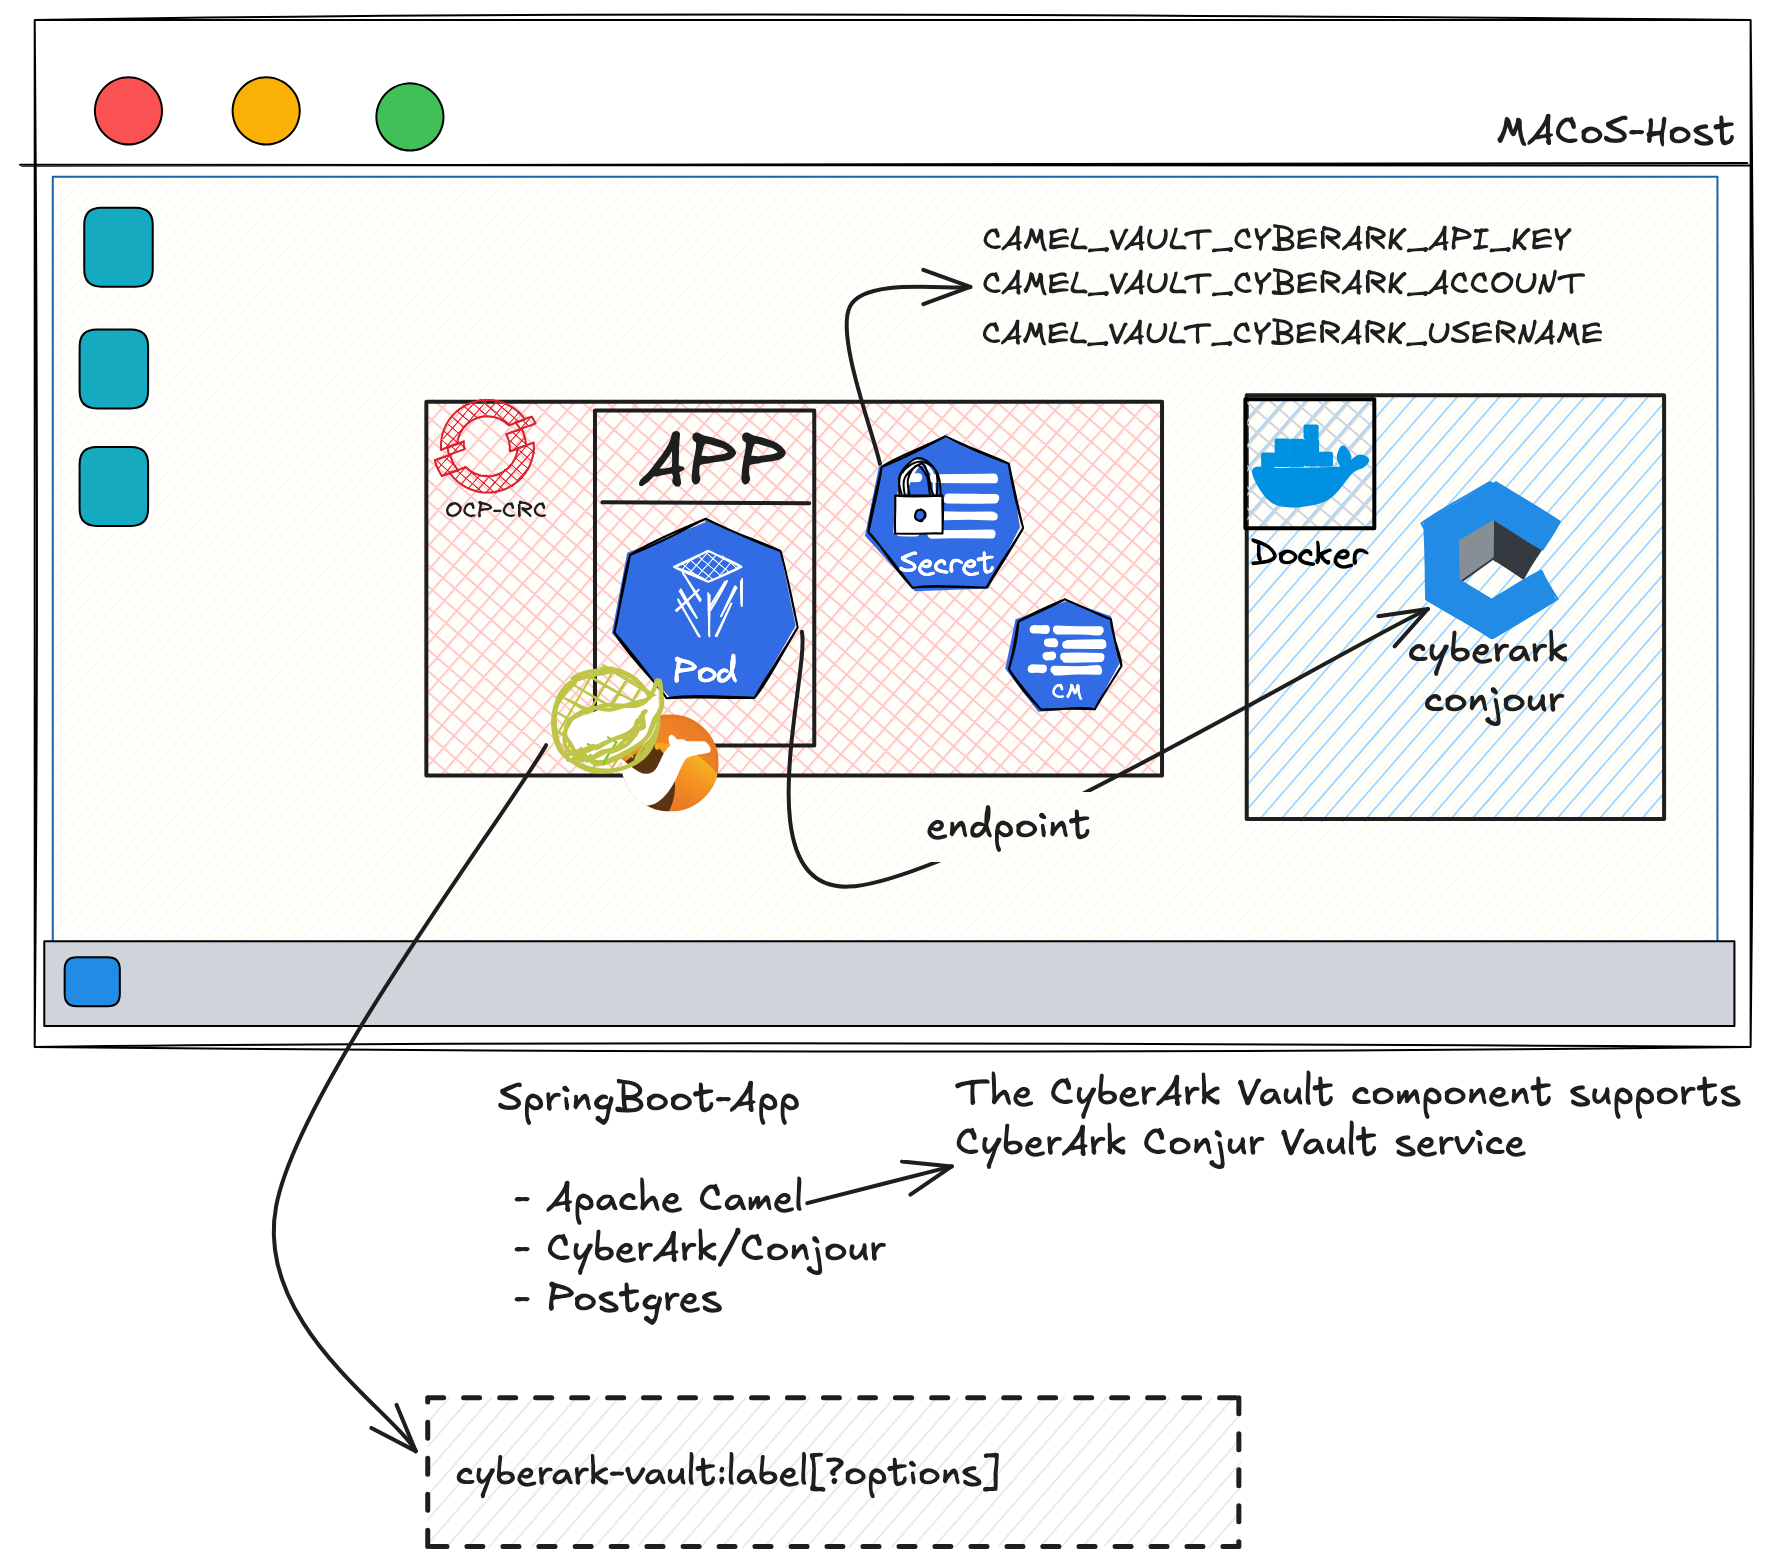 MACoS-Host
CAMEL_VAULT_CYBERARK_API_KEY
CAMEL_VAULT_CYBERARK_ACCOUNT
CAMEL_VAULT_CYBERARK_USERNAME
OCP-CRC
APP
Pod
Secret
CM
Docker
cyberark
conjour
endpoint
SpringBoot-App
- Apache Camel
- CyberArk/Conjour
- Postgres
The CyberArk Vault component supports
CyberArk Conjur Vault service
cyberark-vault:label[?options]